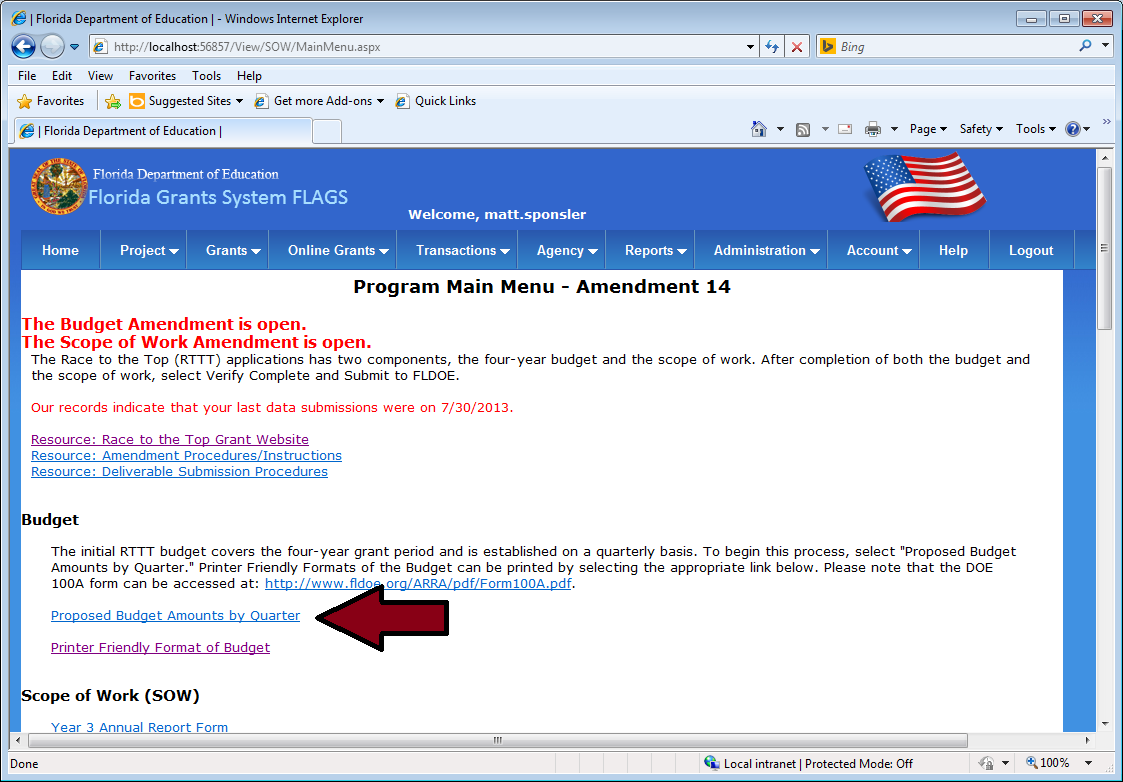 | Florida Department of Education | - Windows Internet Explorer
http://localhost:56857/View/SOW/MainMenu.aspx
Bing
File Edit View Favorites Tools Help
Favorites Suggested Sites Get more Add-ons Quick Links
| Florida Department of Education |
Page Safety Tools
Florida Department of Education
Florida Grants System FLAGS
Welcome, matt.sponsler
Home Project Grants Online Grants Transactions Agency Reports Administration Account Help Logout
Program Main Menu - Amendment 14
The Budget Amendment is open.
The Scope of Work Amendment is open.
The Race to the Top (RTTT) applications has two components, the four-year budget and the scope of work. After completion of both the budget and
the scope of work, select Verify Complete and Submit to FLDOE.
Our records indicate that your last data submissions were on 7/30/2013.
Resource: Race to the Top Grant Website
Resource: Amendment Procedures/Instructions
Resource: Deliverable Submission Procedures
Budget
The initial RTTT budget covers the four-year grant period and is established on a quarterly basis. To begin this process, select "Proposed Budget
Amounts by Quarter." Printer Friendly Formats of the Budget can be printed by selecting the appropriate link below. Please note that the DOE
100A form can be accessed at: http://www.fldoe.org/ARRA/pdf/Form100A.pdf.
Proposed Budget Amounts by Quarter
Printer Friendly Format of Budget
Scope of Work (SOW)
Year 3 Annual Report Form
Done Local intranet | Protected Mode: Off 100%